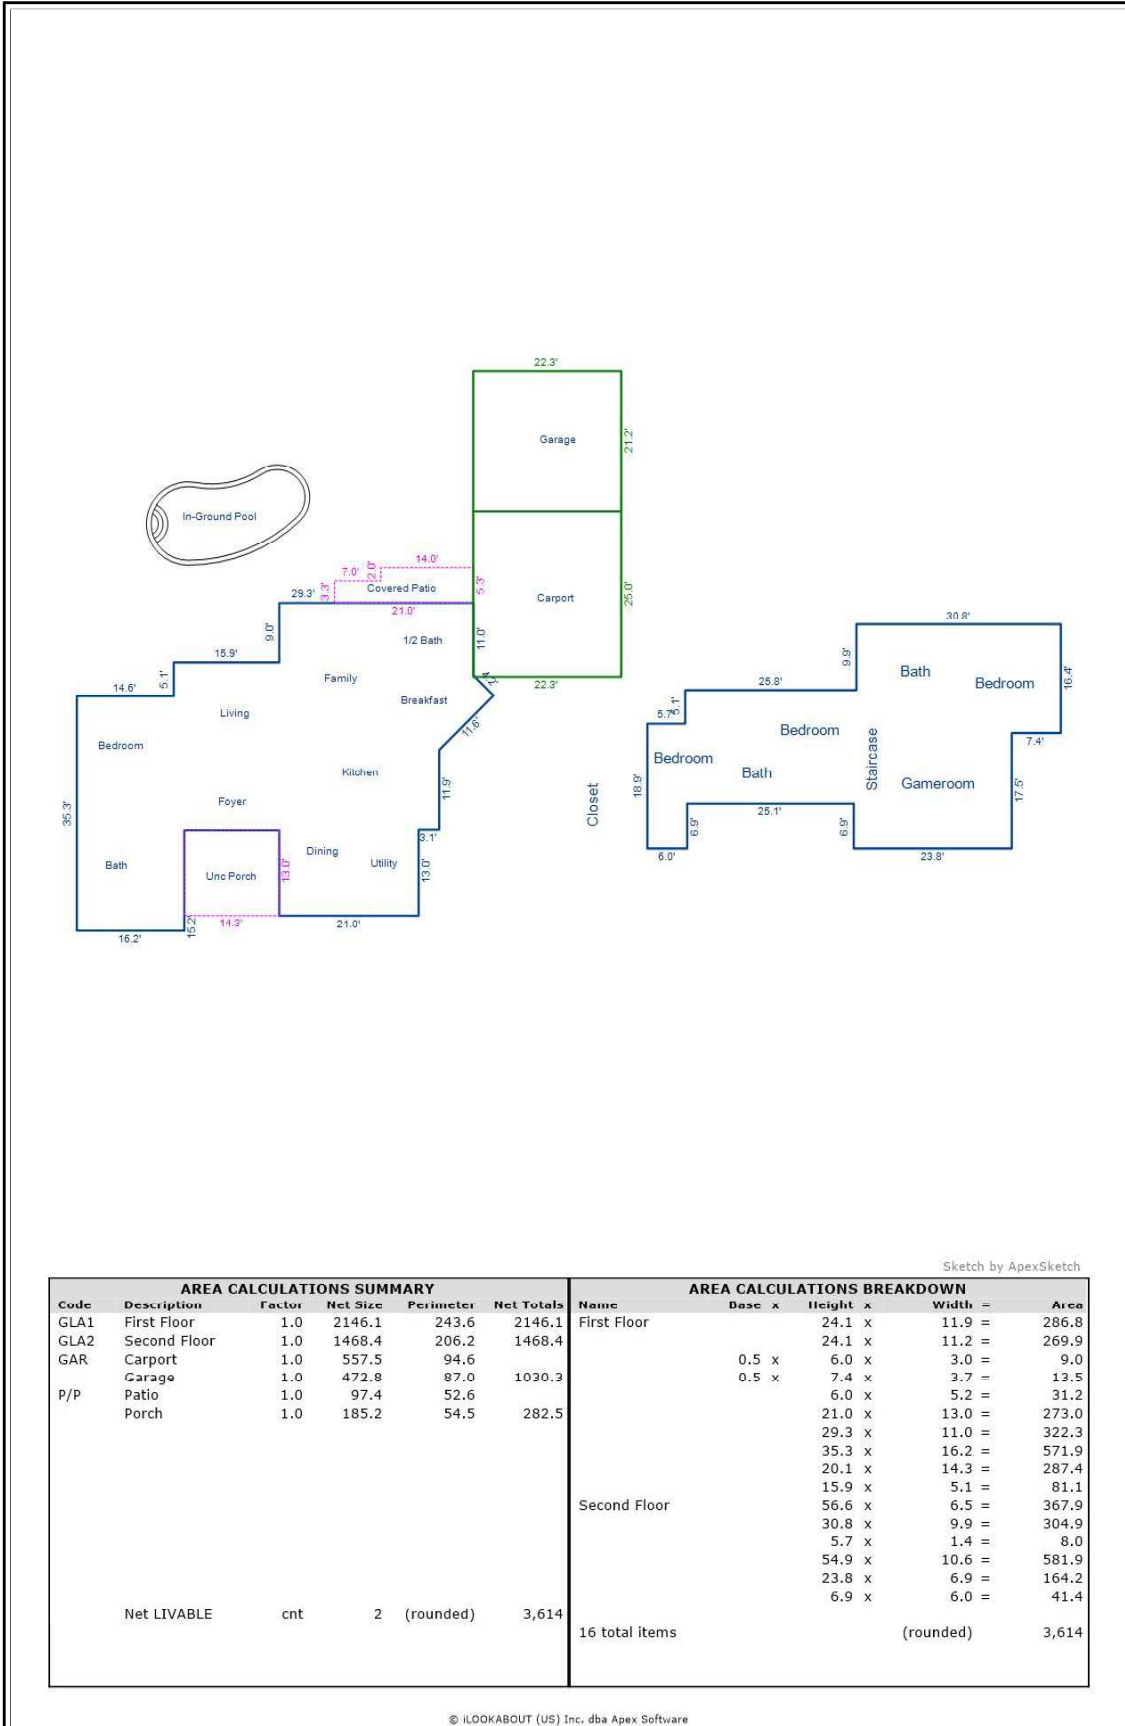 22.3'
Garage
21.2'
In-Ground Pool
14.0'
2.0'
7.0'
3.3'
Covered Patio
5.3'
Carport
25.0'
29.3'
21.0'
9.0'
1/2 Bath
11.0'
15.9'
5.1'
Family
4.2'
22.3'
14.6'
Living
Breakfast
11.6'
Bedroom
Kitchen
11.9'
35.3'
Foyer
3.1'
Dining
Utility
13.0'
Bath
Unc Porch
13.0'
14.3'
15.2'
21.0'
16.2'
30.8'
9.9'
Bath
Bedroom
16.4'
25.8'
5.1'
5.7'
7.4'
Bedroom
Bedroom
Staircase
Bath
Gameroom
17.5'
18.9'
Closet
25.1'
6.9'
6.9'
6.0'
23.8'
Sketch by ApexSketch
AREA CALCULATIONS SUMMARY
Code Description Factor Net Size Perimeter Net Totals
GLA1 First Floor 1.0 2146.1 243.6 2146.1
GLA2 Second Floor 1.0 1468.4 206.2 1468.4
GAR Carport 1.0 557.5 94.6
Garage 1.0 472.8 87.0 1030.3
P/P Patio 1.0 97.4 52.6
Porch 1.0 185.2 54.5 282.5
Net LIVABLE cnt 2 (rounded) 3,614
AREA CALCULATIONS BREAKDOWN
Name Base x Height x Width = Area
First Floor 24.1 x 11.9 = 286.8
24.1 x 11.2 = 269.9
0.5 x 6.0 x 3.0 = 9.0
0.5 x 7.4 x 3.7 = 13.5
6.0 x 5.2 = 31.2
21.0 x 13.0 = 273.0
29.3 x 11.0 = 322.3
35.3 x 16.2 = 571.9
20.1 x 14.3 = 287.4
15.9 x 5.1 = 81.1
Second Floor 56.6 x 6.5 = 367.9
30.8 x 9.9 = 304.9
5.7 x 1.4 = 8.0
54.9 x 10.6 = 581.9
23.8 x 6.9 = 164.2
6.9 x 6.0 = 41.4
16 total items (rounded) 3,614
© iLOOKABOUT (US) Inc. dba Apex Software